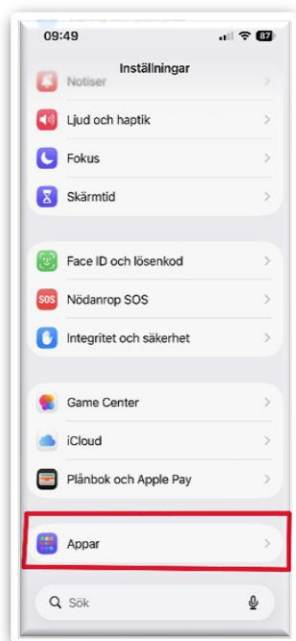 09:49
87
Inställningar
Notiser
Ljud och haptik
Fokus
Skärmtid
Face ID och lösenkod
SOS
Nödanrop SOS
Integritet och säkerhet
Game Center
iCloud
Plånbok och Apple Pay
Appar
Sök